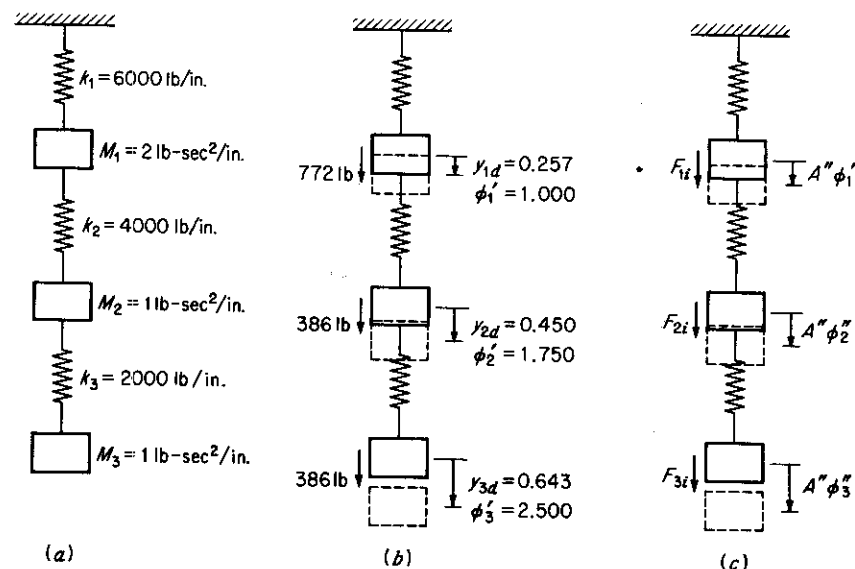 k₁ = 6000 lb/in.
M₁ = 2 lb-sec²/in.
k₂ = 4000 lb/in.
M₂ = 1 lb-sec²/in.
k₃ = 2000 lb/in.
M₃ = 1 lb-sec²/in.
(a)
772 lb
y₁d = 0.257
ϕ₁′ = 1.000
386 lb
y₂d = 0.450
ϕ₂′ = 1.750
386 lb
y₃d = 0.643
ϕ₃′ = 2.500
(b)
F₁i
A″ϕ₁′
F₂i
A″ϕ₂″
F₃i
A″ϕ₃″
(c)